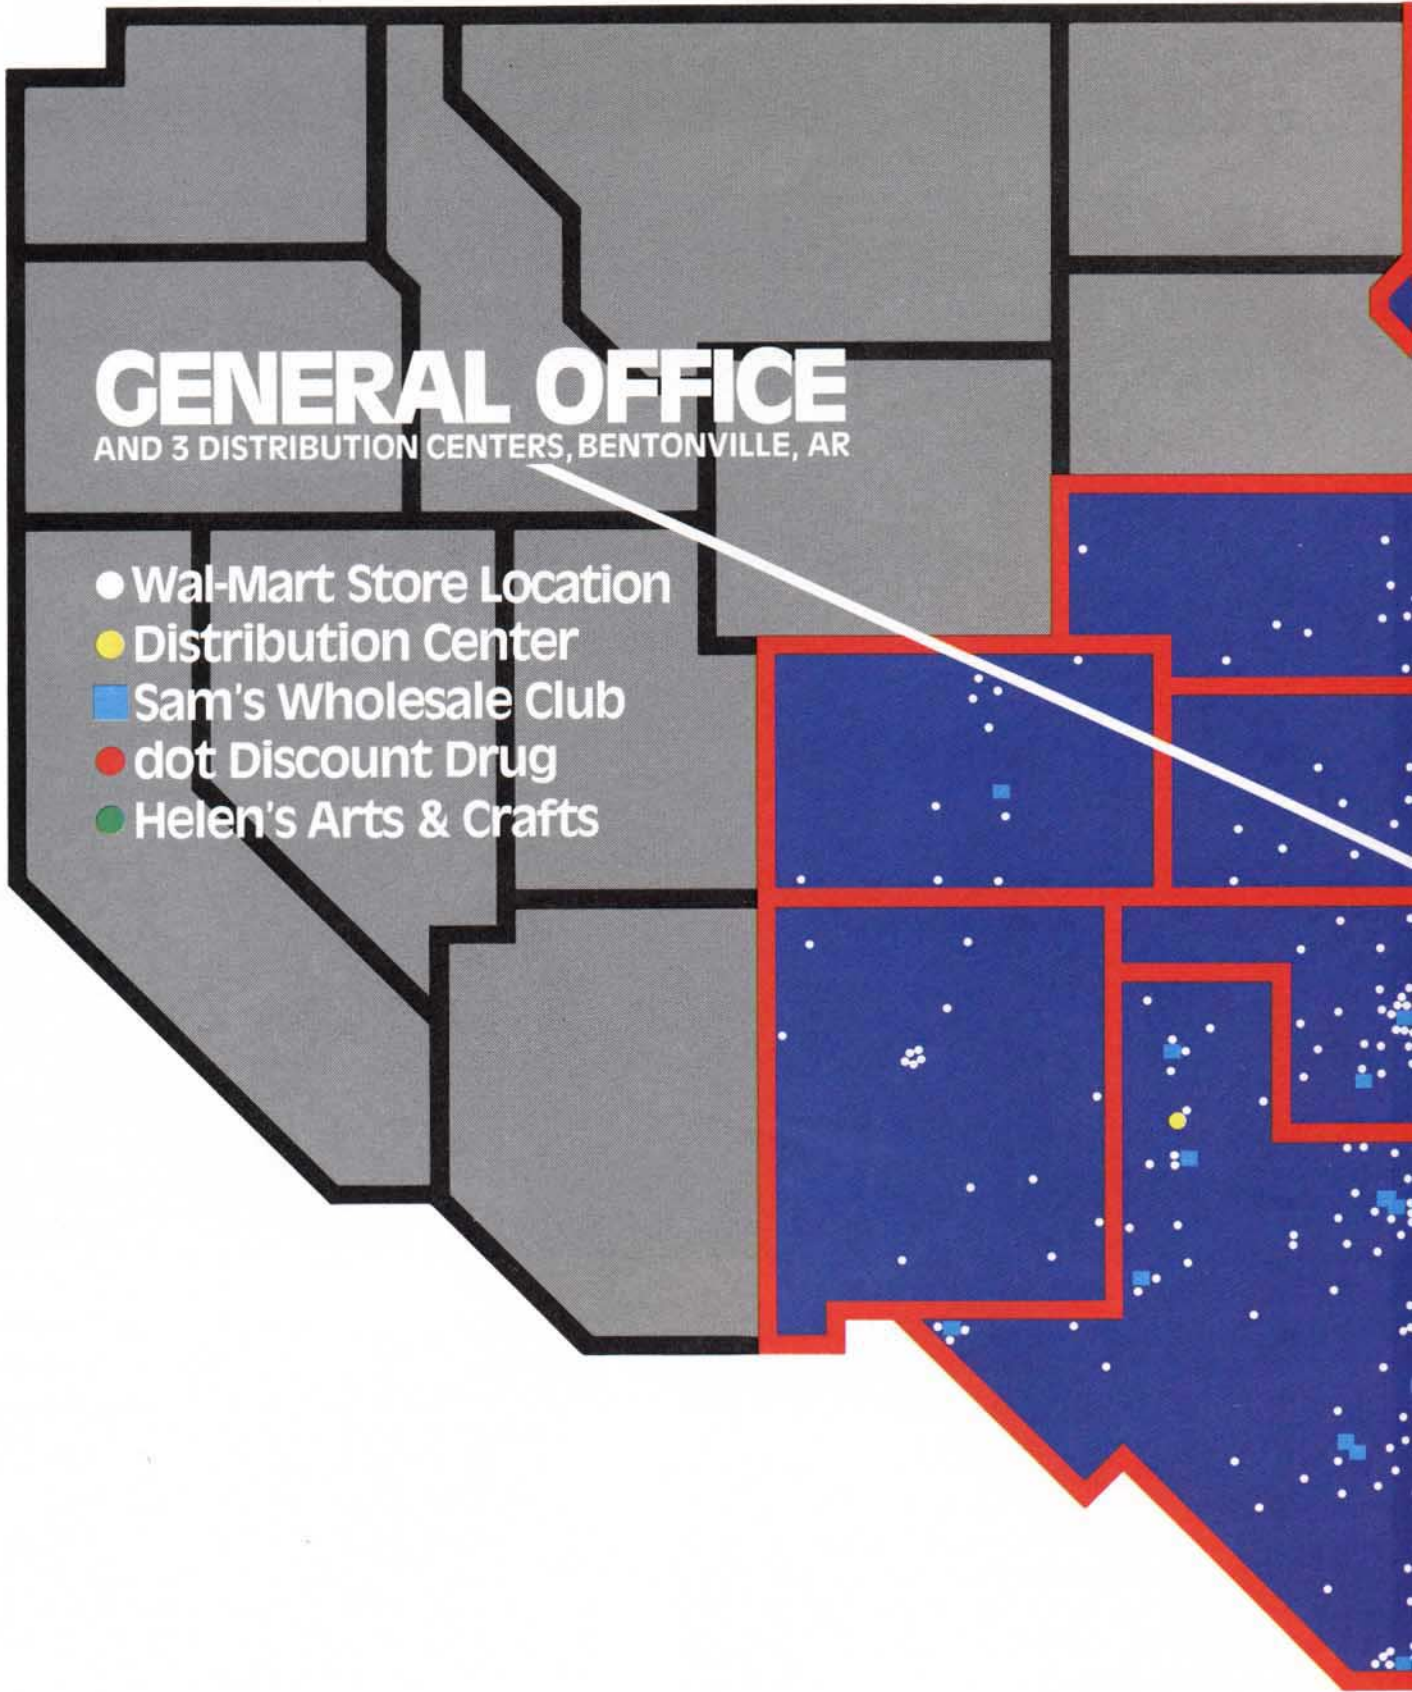 GENERAL OFFICE
AND 3 DISTRIBUTION CENTERS, BENTONVILLE, AR
Wal-Mart Store Location
Distribution Center
Sam's Wholesale Club
dot Discount Drug
Helen's Arts & Crafts